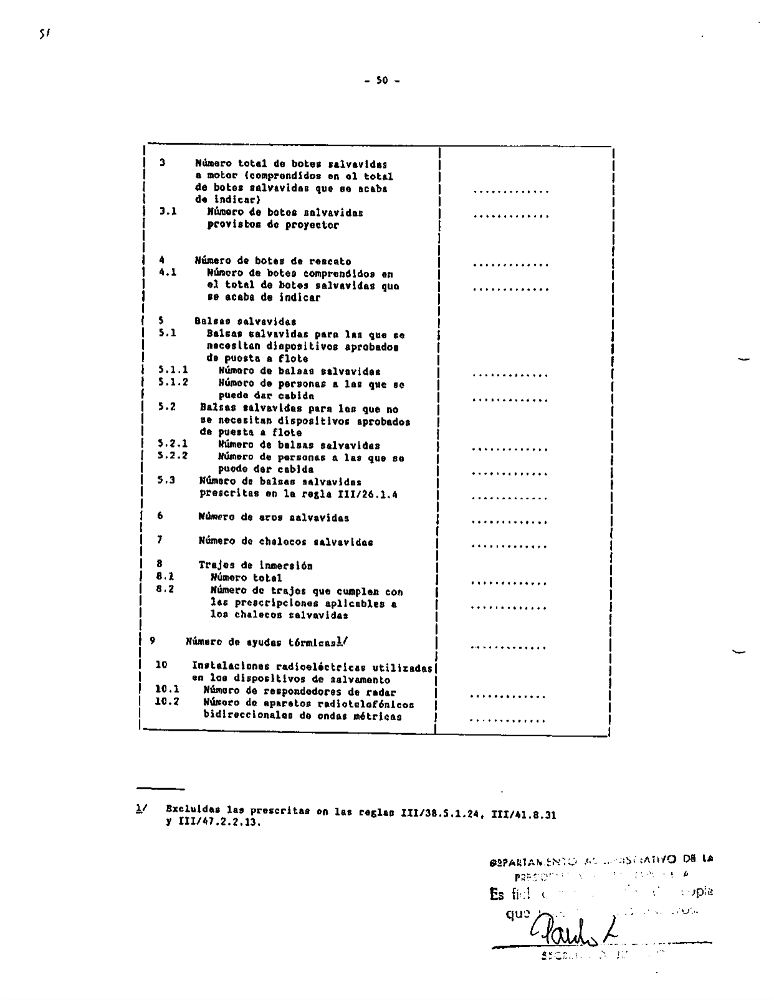 51
- 50 -
3 Número total de botes salvavidas
a motor (comprendidos en el total
de botes salvavidas que se acaba
de indicar) .............
3.1 Número de botes salvavidas .............
provistos de proyector
4 Número de botes de rescate .............
4.1 Número de botes comprendidos en
el total de botes salvavidas que .............
se acaba de indicar
5 Balsas salvavidas
5.1 Balsas salvavidas para las que se
necesitan dispositivos aprobados
de puesta a flote
5.1.1 Número de balsas salvavidas .............
5.1.2 Número de personas a las que se
puede dar cabida .............
5.2 Balsas salvavidas para las que no
se necesitan dispositivos aprobados
de puesta a flote
5.2.1 Número de balsas salvavidas .............
5.2.2 Número de personas a las que se
puede dar cabida .............
5.3 Número de balsas salvavidas
prescritas en la regla III/26.1.4 .............
6 Número de aros salvavidas .............
7 Número de chalecos salvavidas .............
8 Trajes de inmersión
8.1 Número total .............
8.2 Número de trajes que cumplen con
las prescripciones aplicables a .............
los chalecos salvavidas
9 Número de ayudas térmicas1/ .............
10 Instalaciones radioeléctricas utilizadas
en los dispositivos de salvamento
10.1 Número de respondedores de radar .............
10.2 Número de aparatos radiotelefónicos
bidireccionales de ondas métricas .............
1/ Excluidas las prescritas en las reglas III/38.5.1.24, III/41.8.31
y III/47.2.2.13.
DEPARTAMENTO ADMINISTRATIVO DE LA
Es fiel copia
que